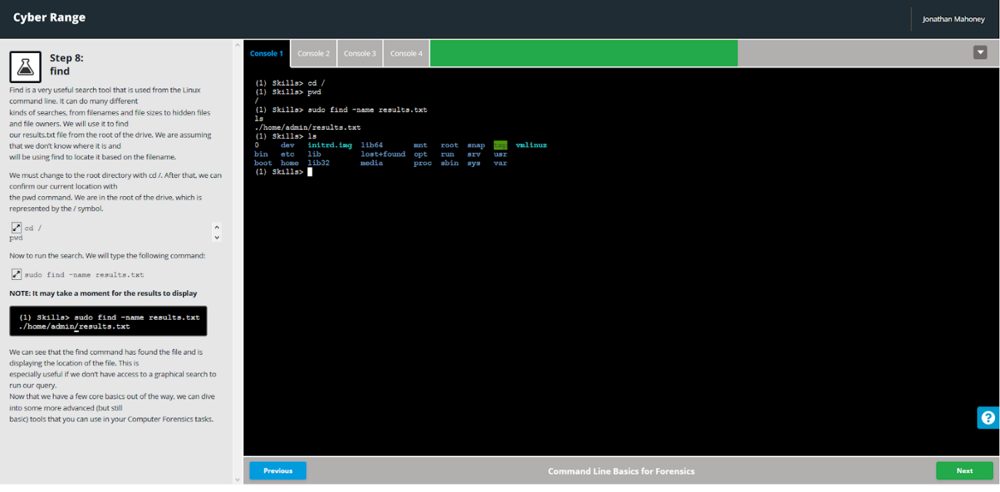 Cyber Range
Jonathan Mahoney
Step 8:
find
Find is a very useful search tool that is used from the Linux
command line. It can do many different
kinds of searches, from filenames and file sizes to hidden files
and file owners. We will use it to find
our results.txt file from the root of the drive. We are assuming
that we don't know where it is and
will be using find to locate it based on the filename.
We must change to the root directory with cd /. After that, we can
confirm our current location with
the pwd command. We are in the root of the drive, which is
represented by the / symbol.
cd /
pwd
Now to run the search. We will type the following command:
sudo find -name results.txt
NOTE: It may take a moment for the results to display
(1) Skills> sudo find -name results.txt
./home/admin/results.txt
We can see that the find command has found the file and is
displaying the location of the file. This is
especially useful if we don't have access to a graphical search to
run our query.
Now that we have a few core basics out of the way, we can dive
into some more advanced (but still
basic) tools that you can use in your Computer Forensics tasks.
Console 1 Console 2 Console 3 Console 4
(1) Skills> cd /
(1) Skills> pwd
/
(1) Skills> sudo find -name results.txt
ls
./home/admin/results.txt
(1) Skills> ls
0 dev initrd.img lib64 mnt root snap tmp vmlinuz
bin etc lib lost+found opt run srv usr
boot home lib32 media proc sbin sys var
(1) Skills>
?
Previous
Command Line Basics for Forensics
Next